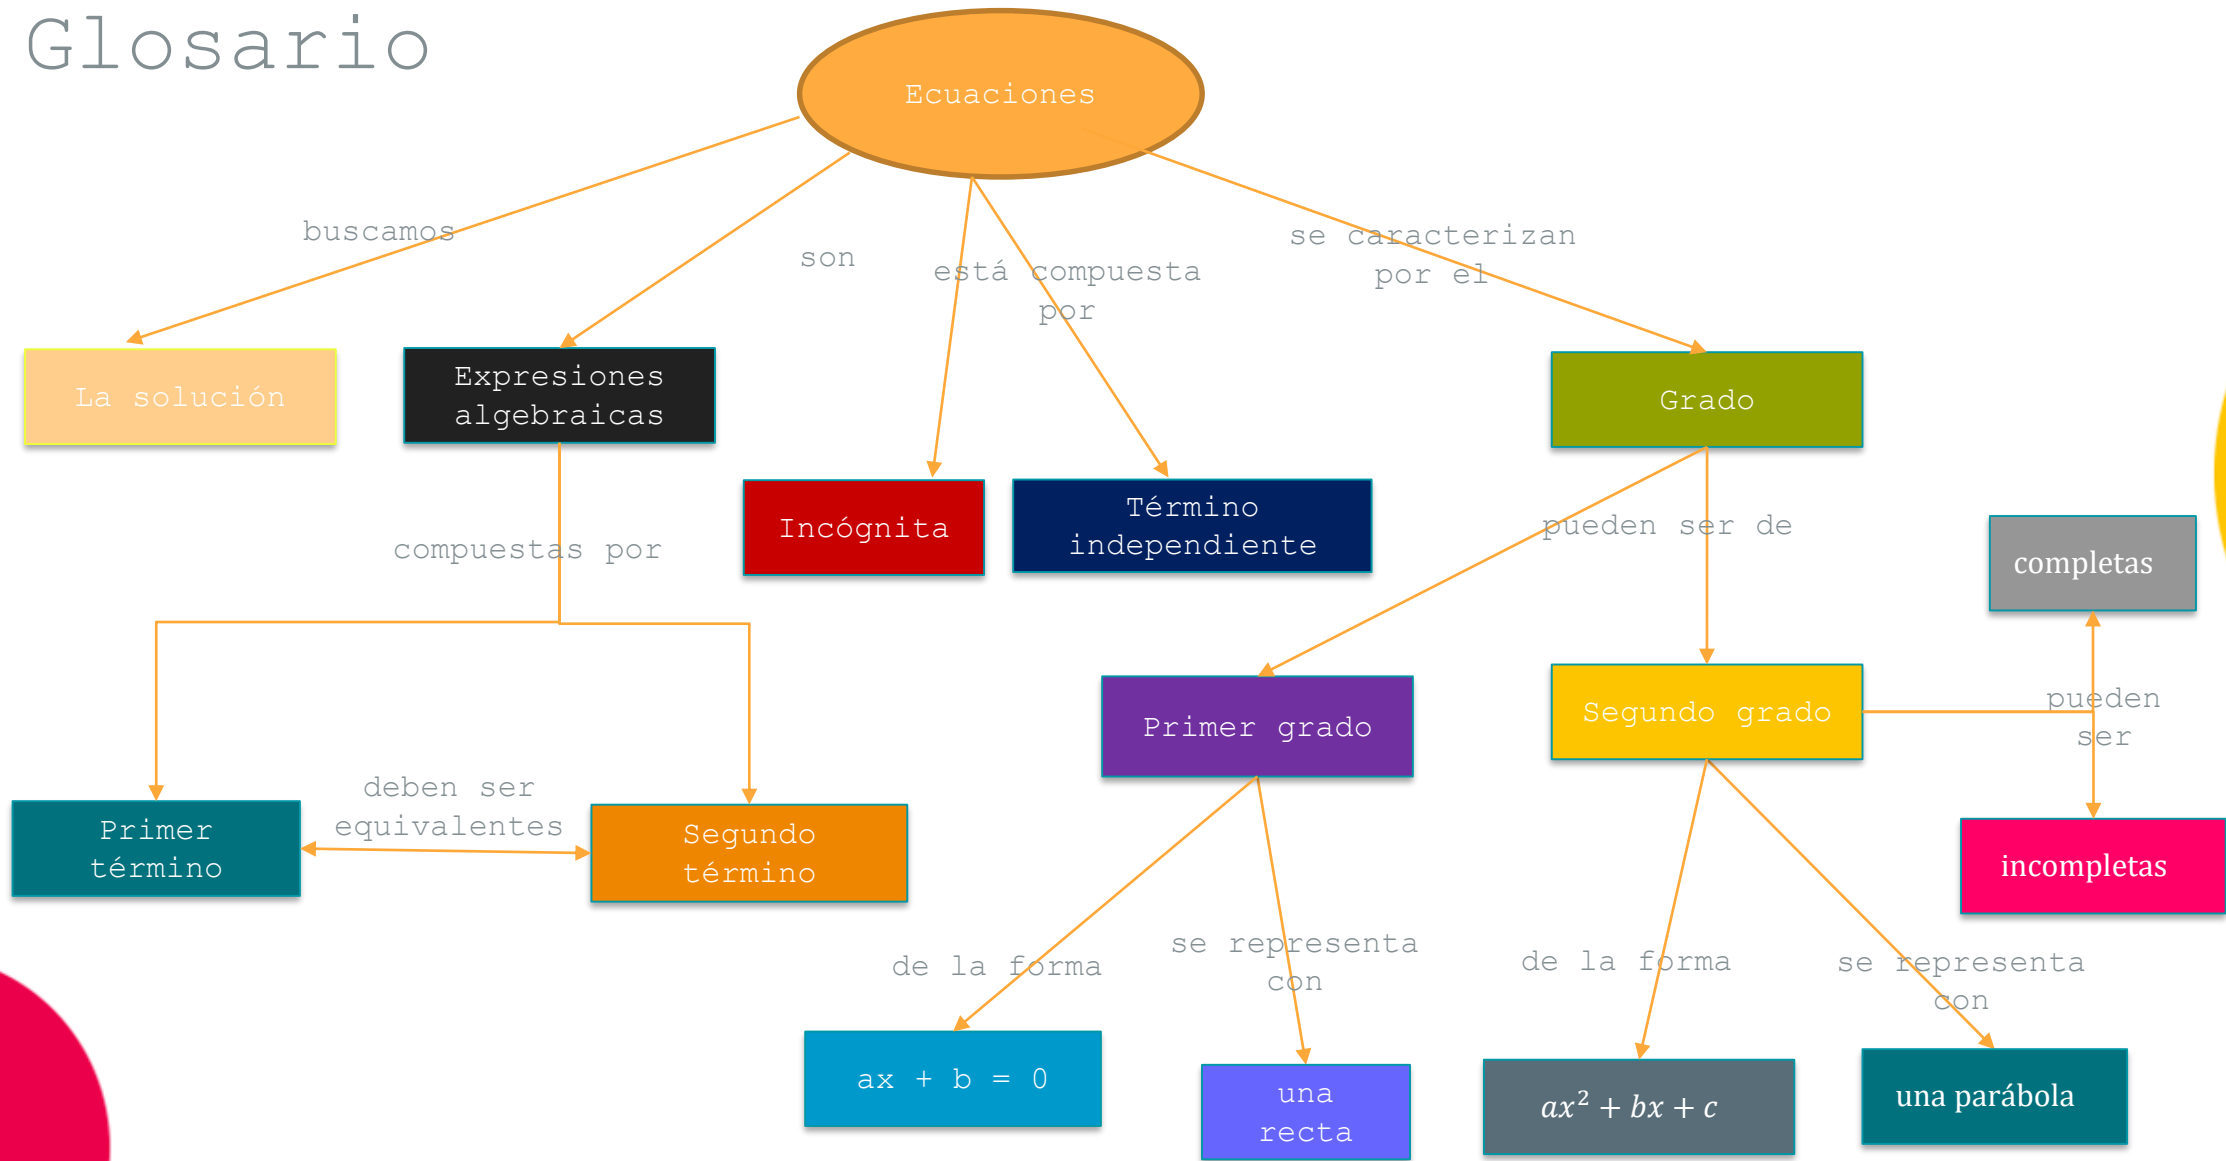 Glosario
Ecuaciones
buscamos
son
está compuesta
por
se caracterizan
por el
La solución
Expresiones
algebraicas
Grado
Incógnita
Término
independiente
compuestas por
pueden ser de
completas
Primer grado
Segundo grado
pueden
ser
deben ser
equivalentes
Primer
término
Segundo
término
incompletas
de la forma
se representa
con
de la forma
se representa
con
ax + b = 0
una
recta
ax² + bx + c
una parábola